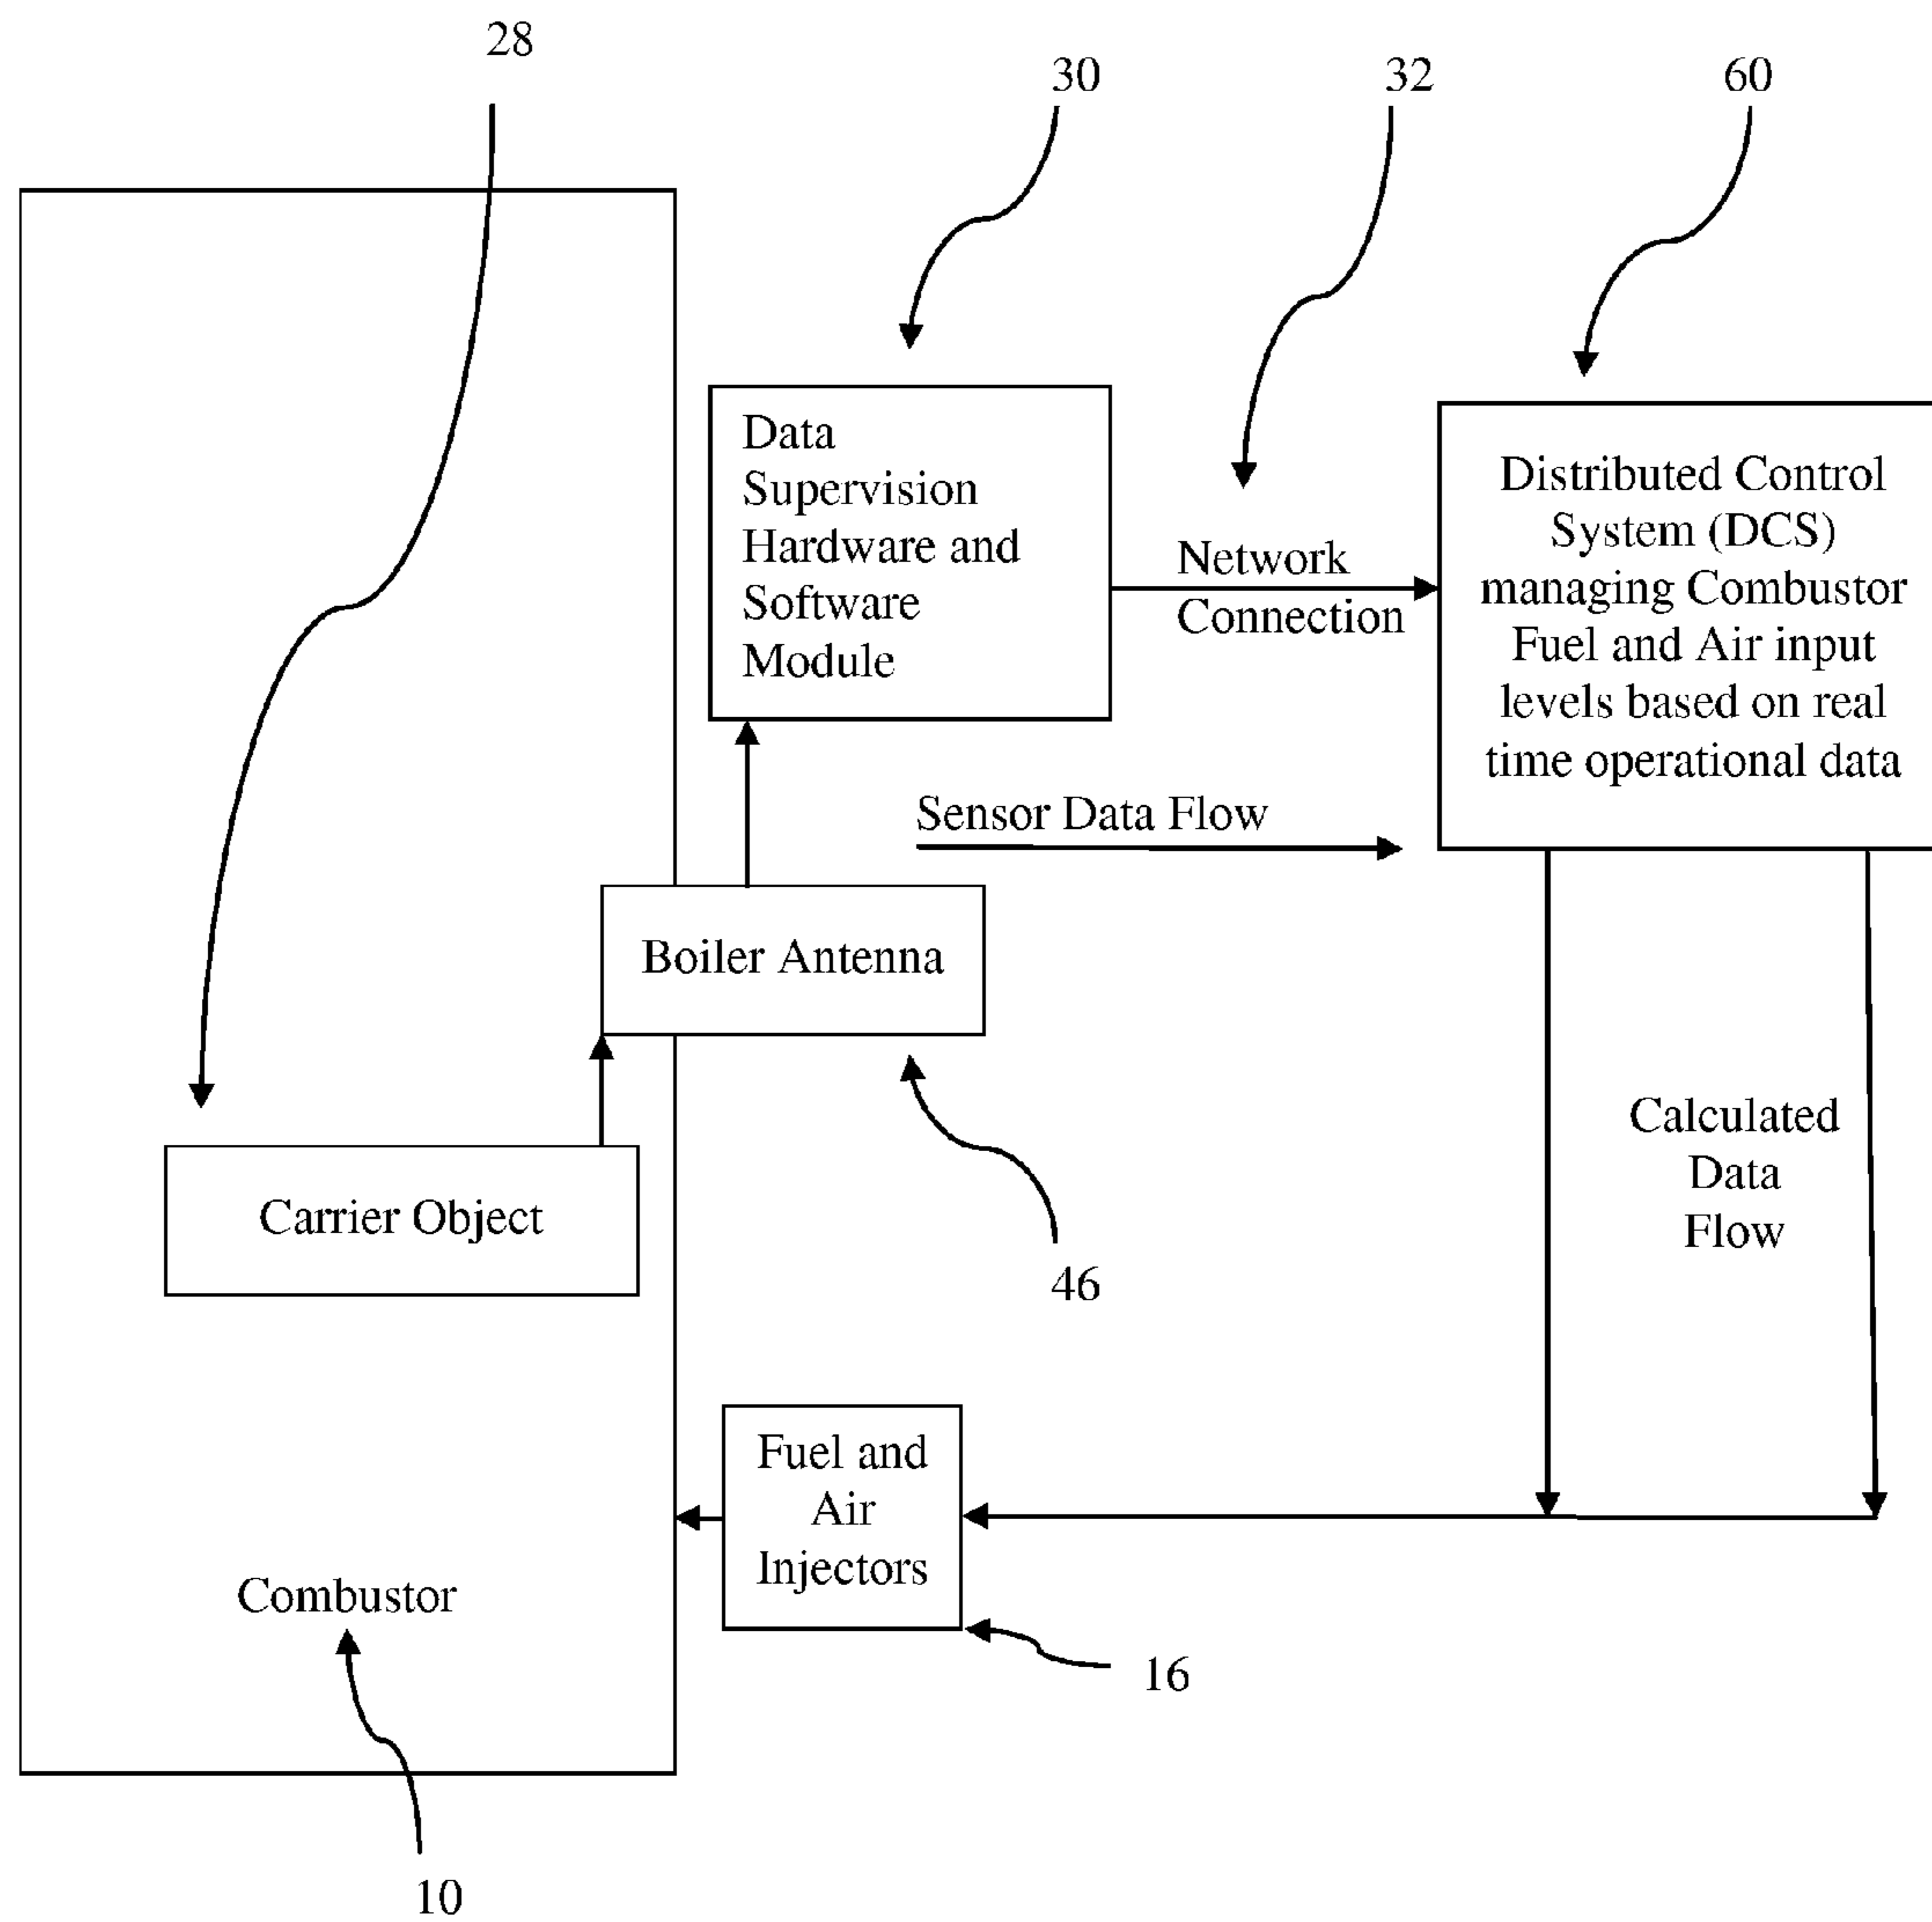 28
30
32
60
Data
Supervision
Hardware and
Software
Module
Network
Connection
Distributed Control
System (DCS)
managing Combustor
Fuel and Air input
levels based on real
time operational data
Sensor Data Flow
Boiler Antenna
Carrier Object
46
Calculated
Data
Flow
Fuel and
Air
Injectors
Combustor
16
10